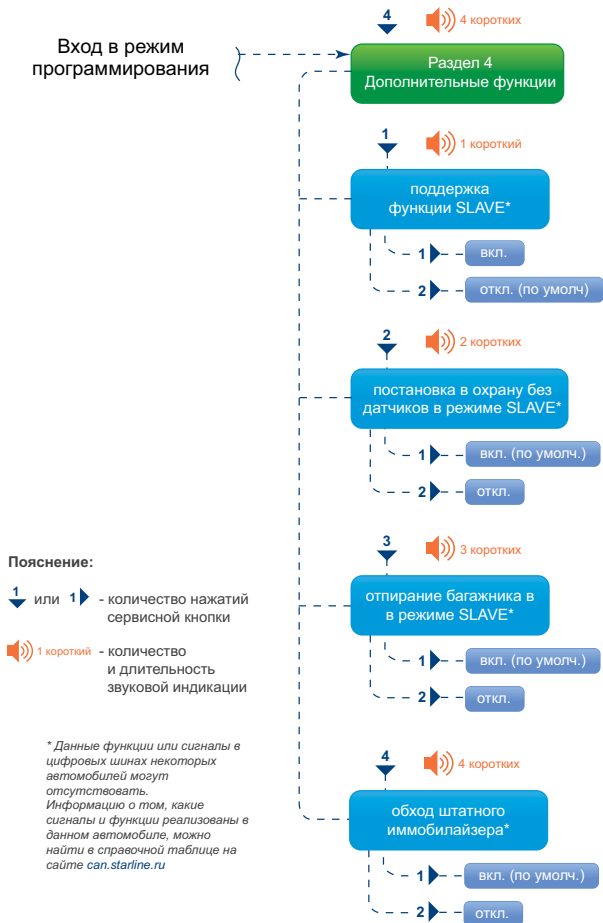 4
4 коротких
Вход в режим
программирования
Раздел 4
Дополнительные функции
1
1 короткий
поддержка
функции SLAVE*
1
вкл.
2
откл. (по умолч)
2
2 коротких
постановка в охрану без
датчиков в режиме SLAVE*
1
вкл. (по умолч.)
2
откл.
3
3 коротких
отпирание багажника в
в режиме SLAVE*
1
вкл. (по умолч.)
2
откл.
4
4 коротких
обход штатного
иммобилайзера*
1
вкл. (по умолч.)
2
откл.
Пояснение:
1 или 1 - количество нажатий
сервисной кнопки
1 короткий - количество
и длительность
звуковой индикации
* Данные функции или сигналы в
цифровых шинах некоторых
автомобилей могут
отсутствовать.
Информацию о том, какие
сигналы и функции реализованы в
данном автомобиле, можно
найти в справочной таблице на
сайте can.starline.ru